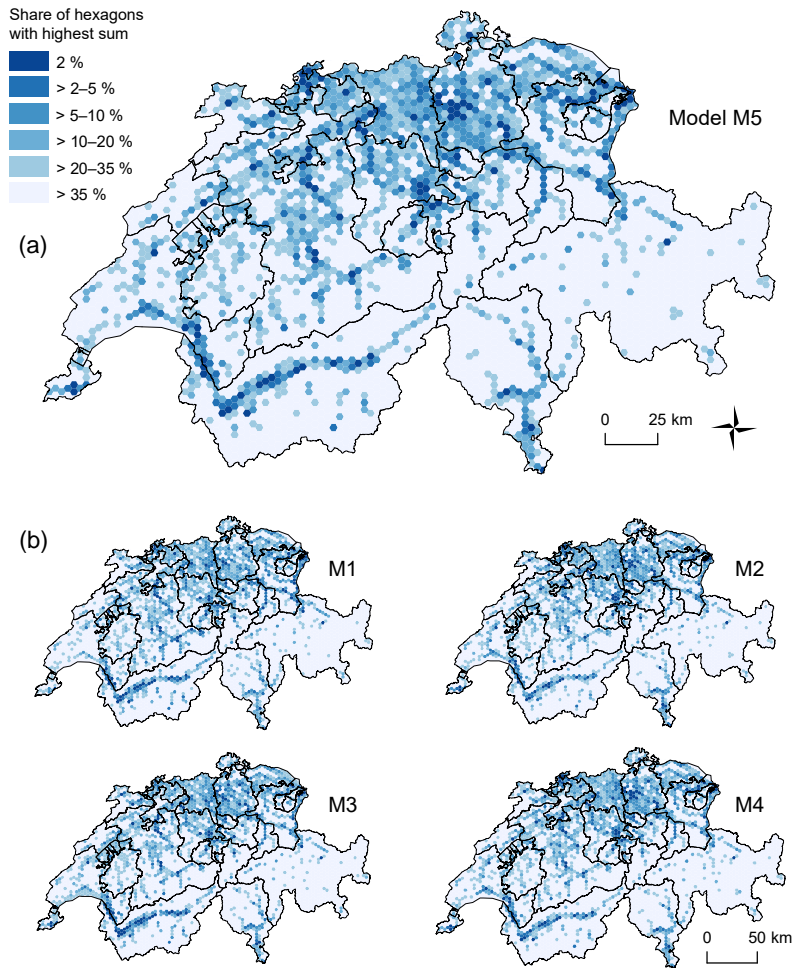 Share of hexagons
with highest sum
2 %
> 2–5 %
> 5–10 %
> 10–20 %
> 20–35 %
> 35 %
Model M5
(a)
0 25 km
(b)
M1
M2
M3
M4
0 50 km